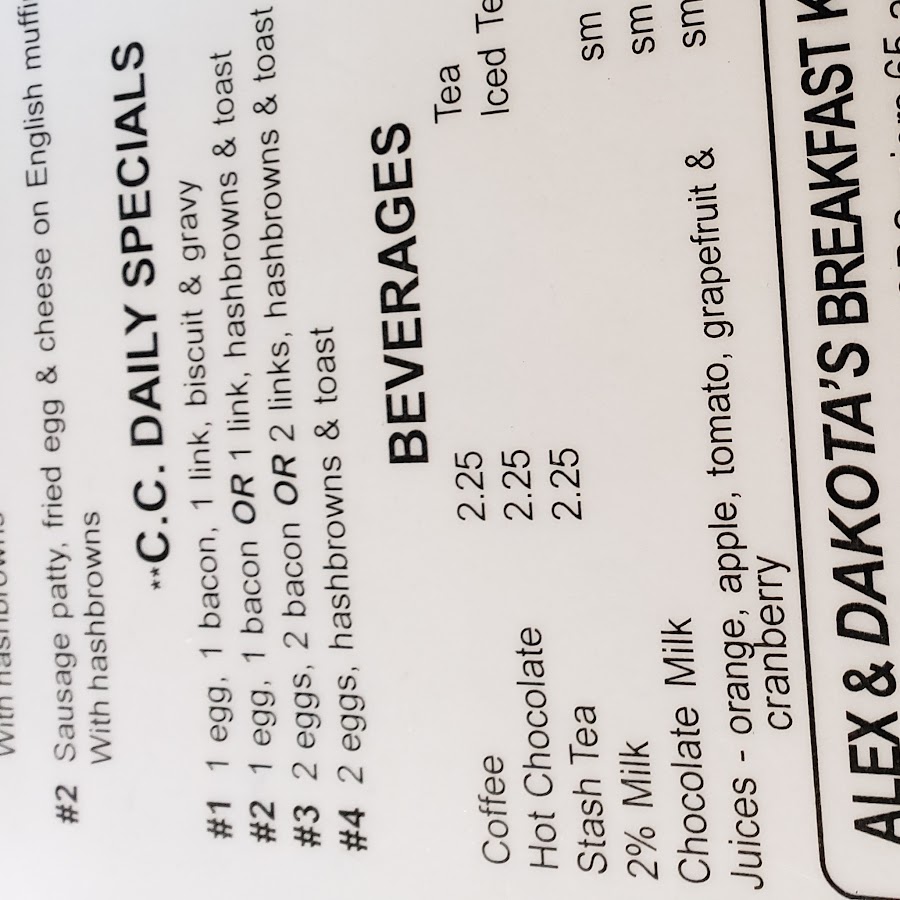 With hashbrowns
#2 Sausage patty, fried egg & cheese on English muffi
With hashbrowns
**C.C. DAILY SPECIALS
#1 1 egg, 1 bacon, 1 link, biscuit & gravy
#2 1 egg, 1 bacon OR 1 link, hashbrowns & toast
#3 2 eggs, 2 bacon OR 2 links, hashbrowns & toast
#4 2 eggs, hashbrowns & toast
BEVERAGES
Coffee 2.25 Tea
Hot Chocolate 2.25 Iced Te
Stash Tea 2.25
2% Milk sm
Chocolate Milk sm
Juices - orange, apple, tomato, grapefruit & sm
cranberry
ALEX & DAKOTA'S BREAKFAST K